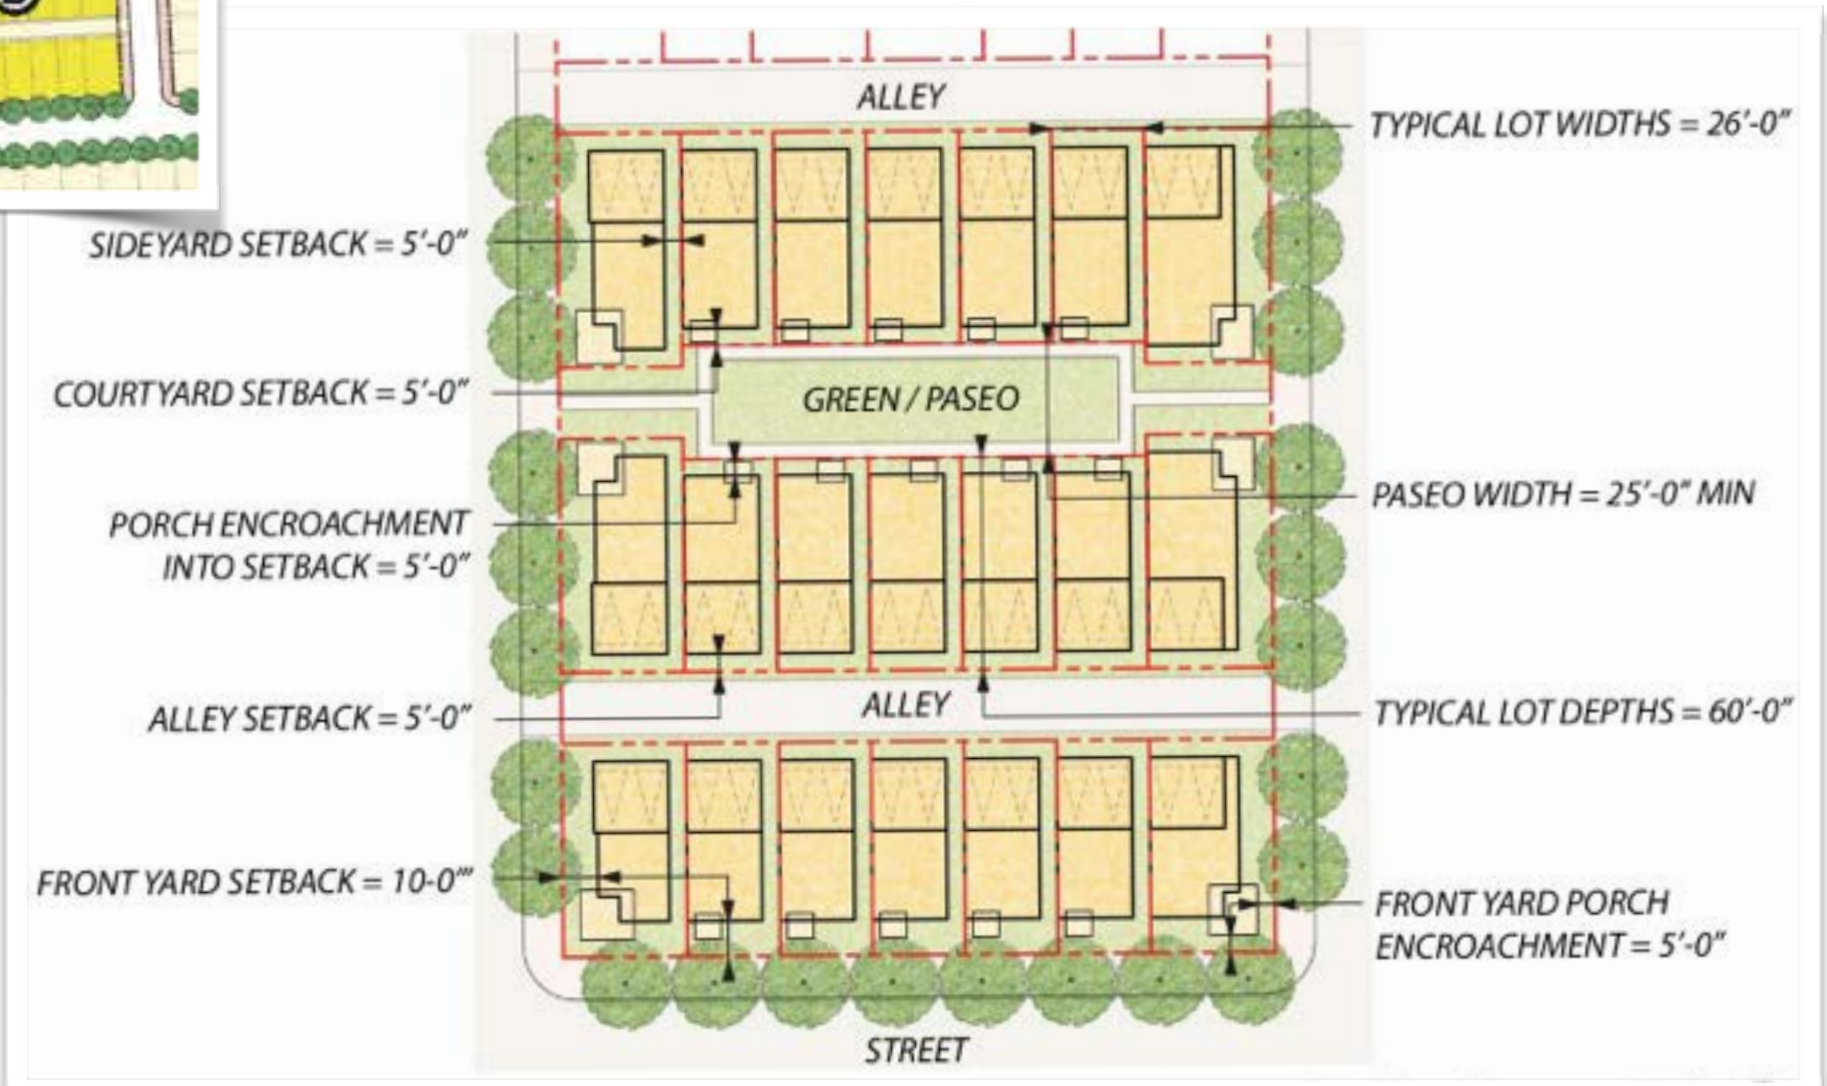 ALLEY
TYPICAL LOT WIDTHS = 26'-0"
SIDEYARD SETBACK = 5'-0"
COURTYARD SETBACK = 5'-0"
GREEN / PASEO
PORCH ENCROACHMENT
INTO SETBACK = 5'-0"
PASEO WIDTH = 25'-0" MIN
ALLEY SETBACK = 5'-0"
ALLEY
TYPICAL LOT DEPTHS = 60'-0"
FRONT YARD SETBACK = 10-0'"
FRONT YARD PORCH
ENCROACHMENT = 5'-0"
STREET